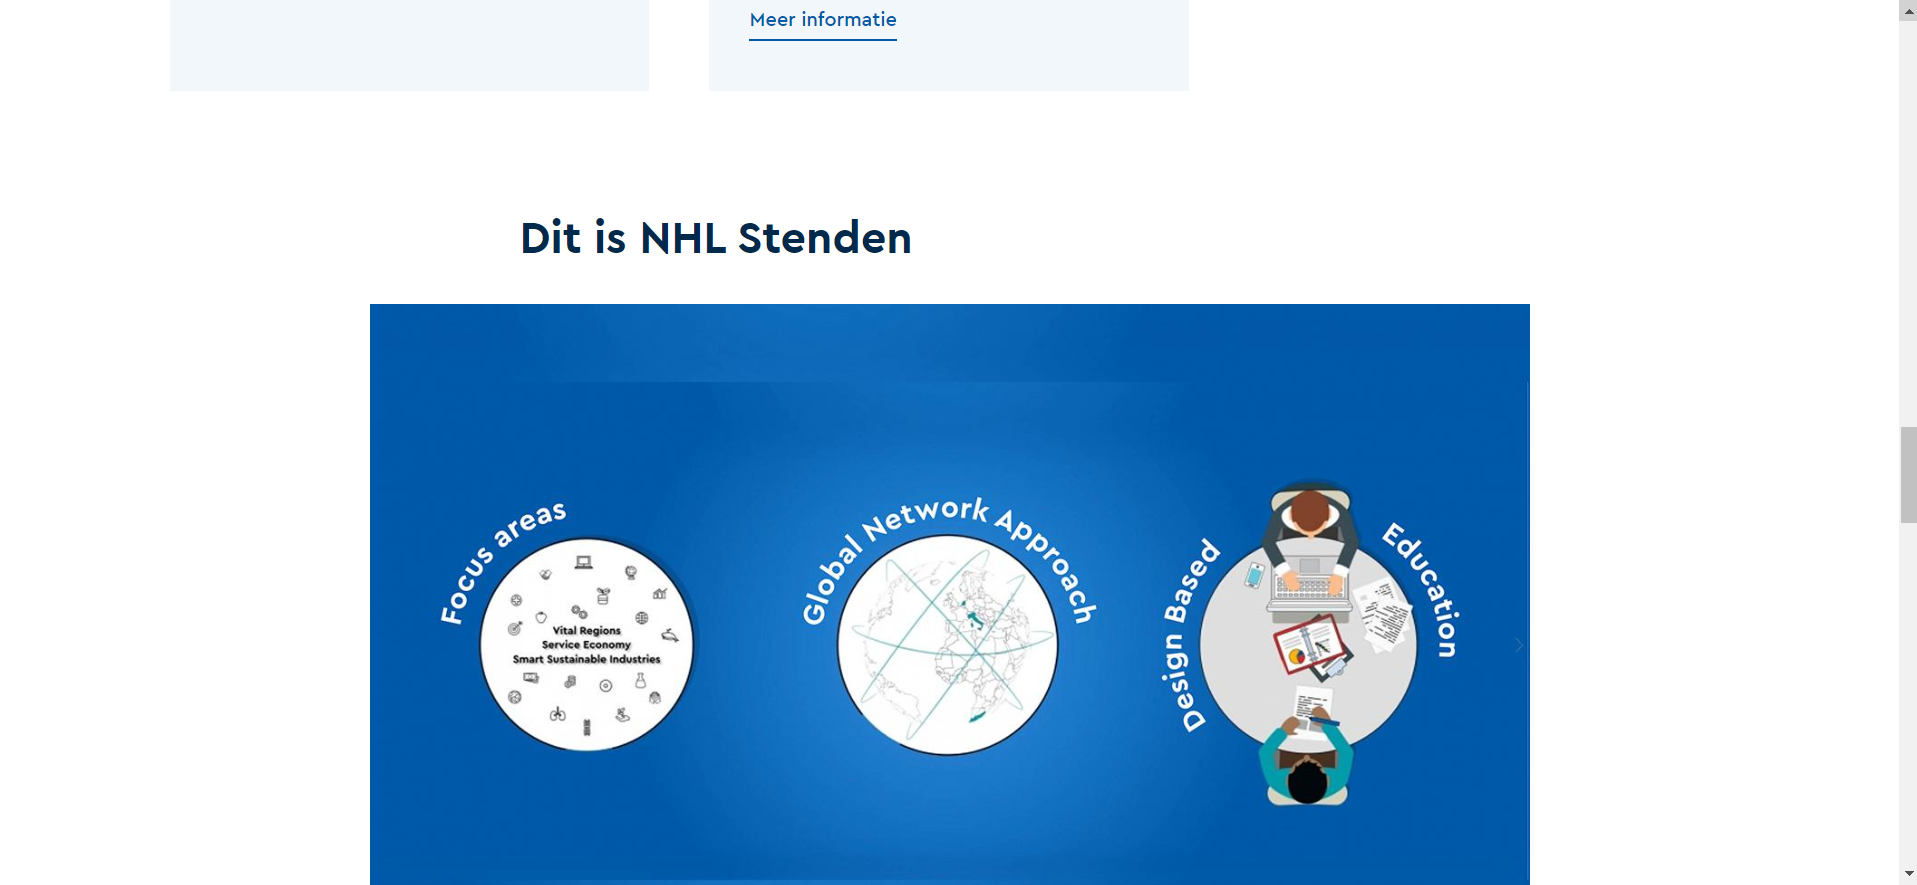 Meer informatie
Dit is NHL Stenden
Focus areas
Vital Regions
Service Economy
Smart Sustainable Industries
Global Network Approach
Design Based Education